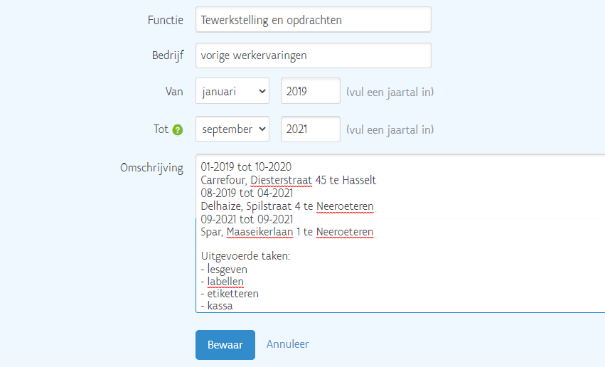 Functie Tewerkstelling en opdrachten
Bedrijf vorige werkervaringen
Van januari 2019 (vul een jaartal in)
Tot ? september 2021 (vul een jaartal in)
Omschrijving 01-2019 tot 10-2020
Carrefour, Diesterstraat 45 te Hasselt
08-2019 tot 04-2021
Delhaize, Spilstraat 4 te Neeroeteren
09-2021 tot 09-2021
Spar, Maaseikerlaan 1 te Neeroeteren
Uitgevoerde taken:
- lesgeven
- labellen
- etiketteren
- kassa
Bewaar Annuleer